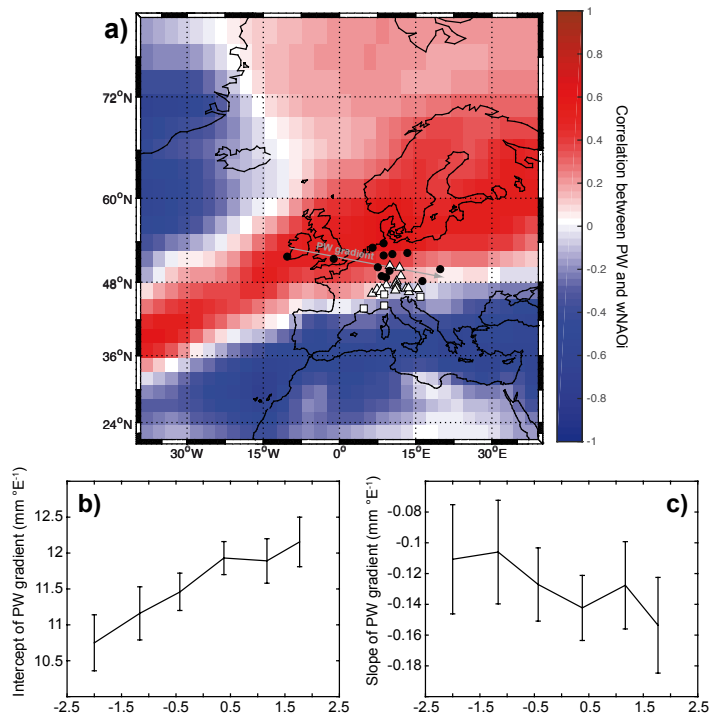 a)
72°N
60°N
48°N
36°N
24°N
30°W
15°W
0°
15°E
30°E
PW gradient
1
0.8
0.6
0.4
0.2
0
-0.2
-0.4
-0.6
-0.8
-1
Correlation between PW and wNAOi
b)
Intercept of PW gradient (mm °E⁻¹)
12.5
12
11.5
11
10.5
-2.5
-1.5
-0.5
0.5
1.5
2.5
c)
Slope of PW gradient (mm °E⁻¹)
-0.08
-0.1
-0.12
-0.14
-0.16
-0.18
-2.5
-1.5
-0.5
0.5
1.5
2.5